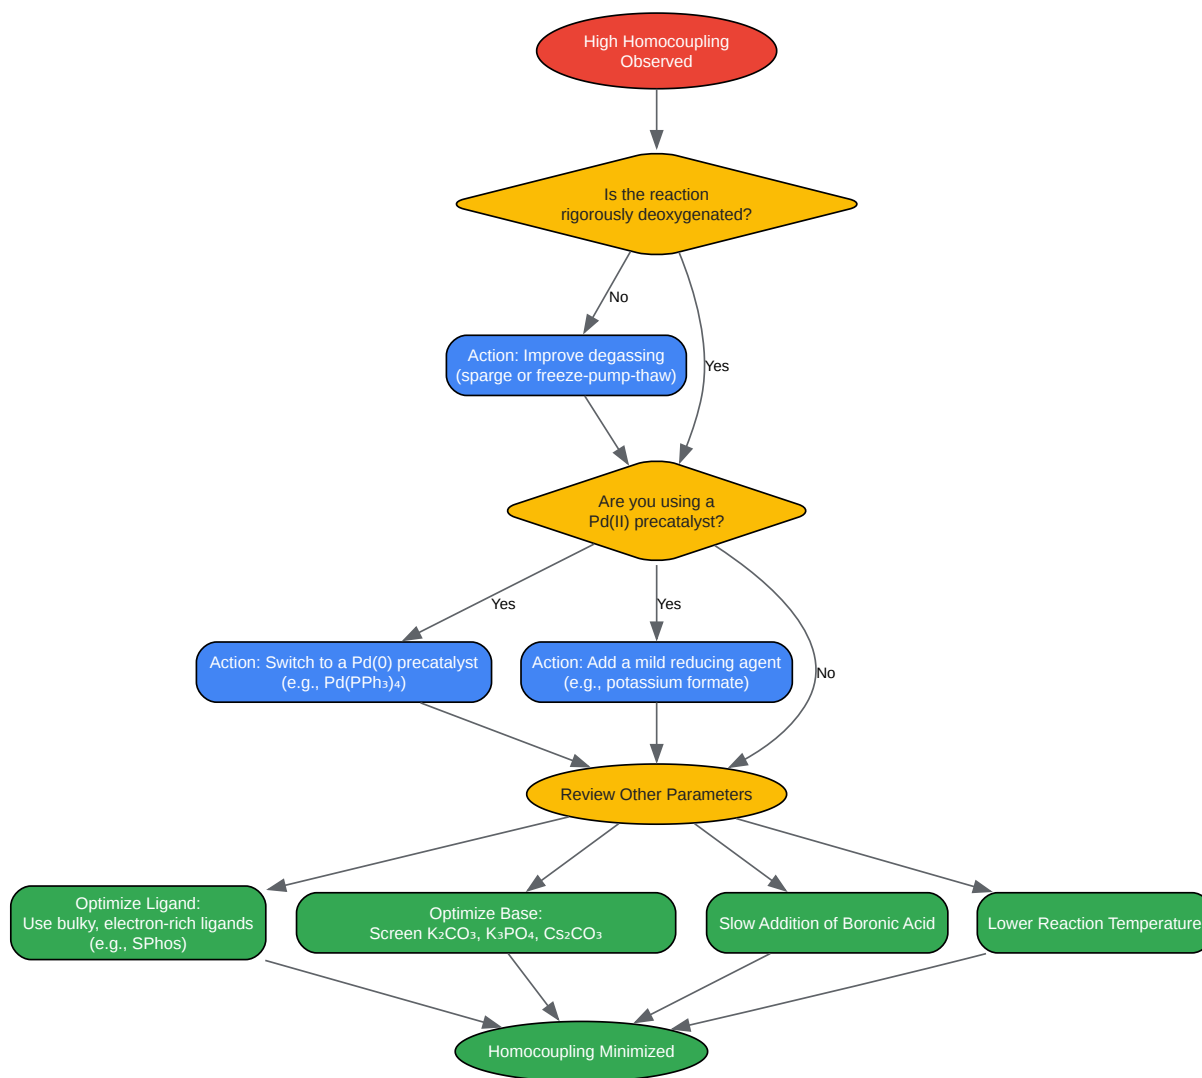 High Homocoupling
Observed
Is the reaction
rigorously deoxygenated?
No
Action: Improve degassing
(sparge or freeze-pump-thaw)
Yes
Are you using a
Pd(II) precatalyst?
Yes
Yes
Action: Switch to a Pd(0) precatalyst
(e.g., Pd(PPh₃)₄)
Action: Add a mild reducing agent
(e.g., potassium formate)
No
Review Other Parameters
Optimize Ligand:
Use bulky, electron-rich ligands
(e.g., SPhos)
Optimize Base:
Screen K₂CO₃, K₃PO₄, Cs₂CO₃
Slow Addition of Boronic Acid
Lower Reaction Temperature
Homocoupling Minimized